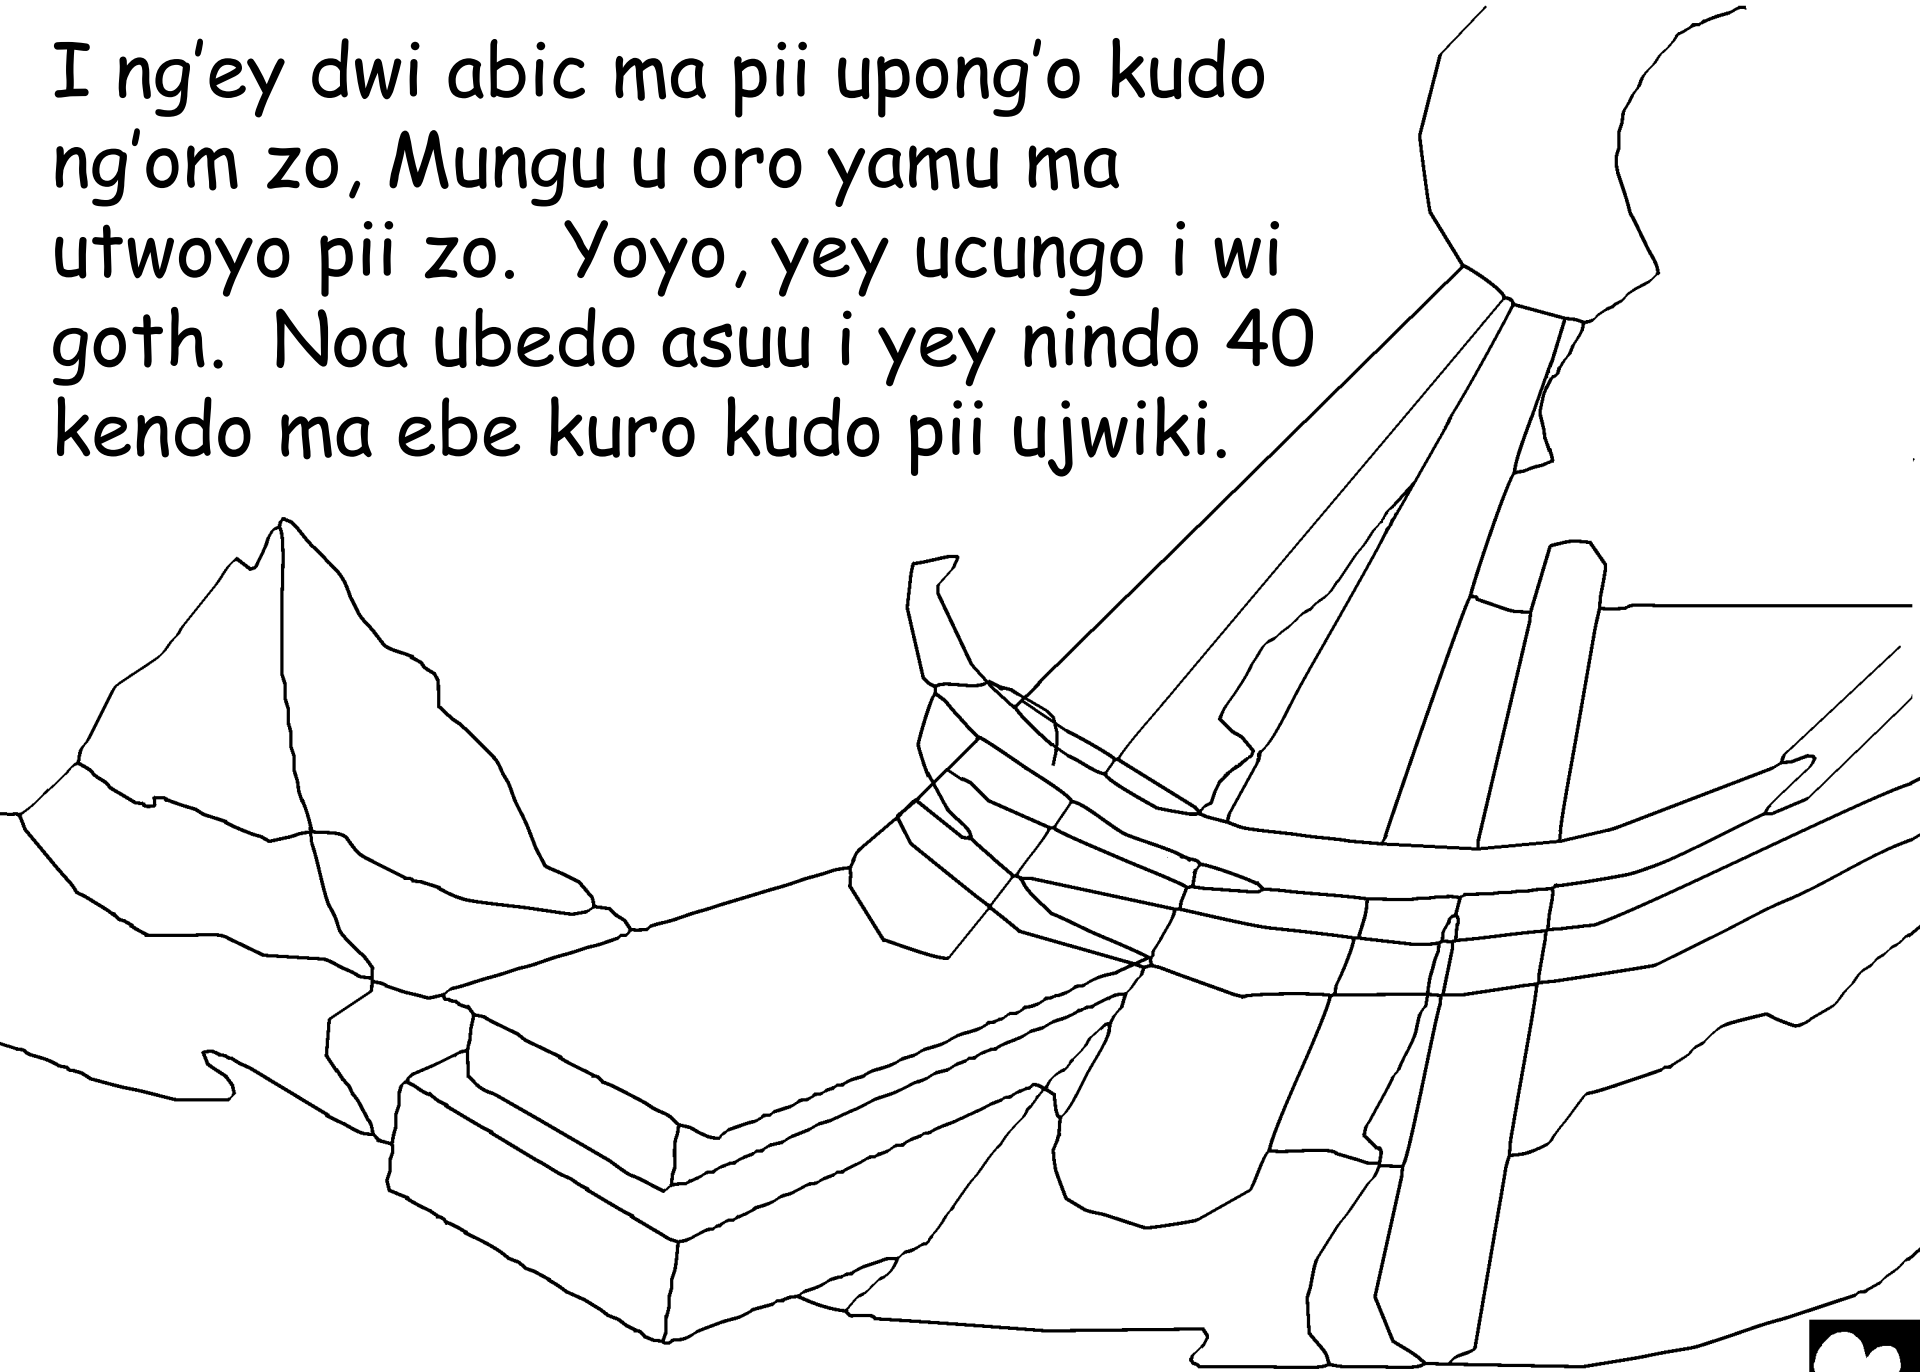 I ng'ey dwi abic ma pii upong'o kudo
ng'om zo, Mungu u oro yamu ma
utwoyo pii zo.  Yoyo, yey ucungo i wi
goth.  Noa ubedo asuu i yey nindo 40
kendo ma ebe kuro kudo pii ujwiki.